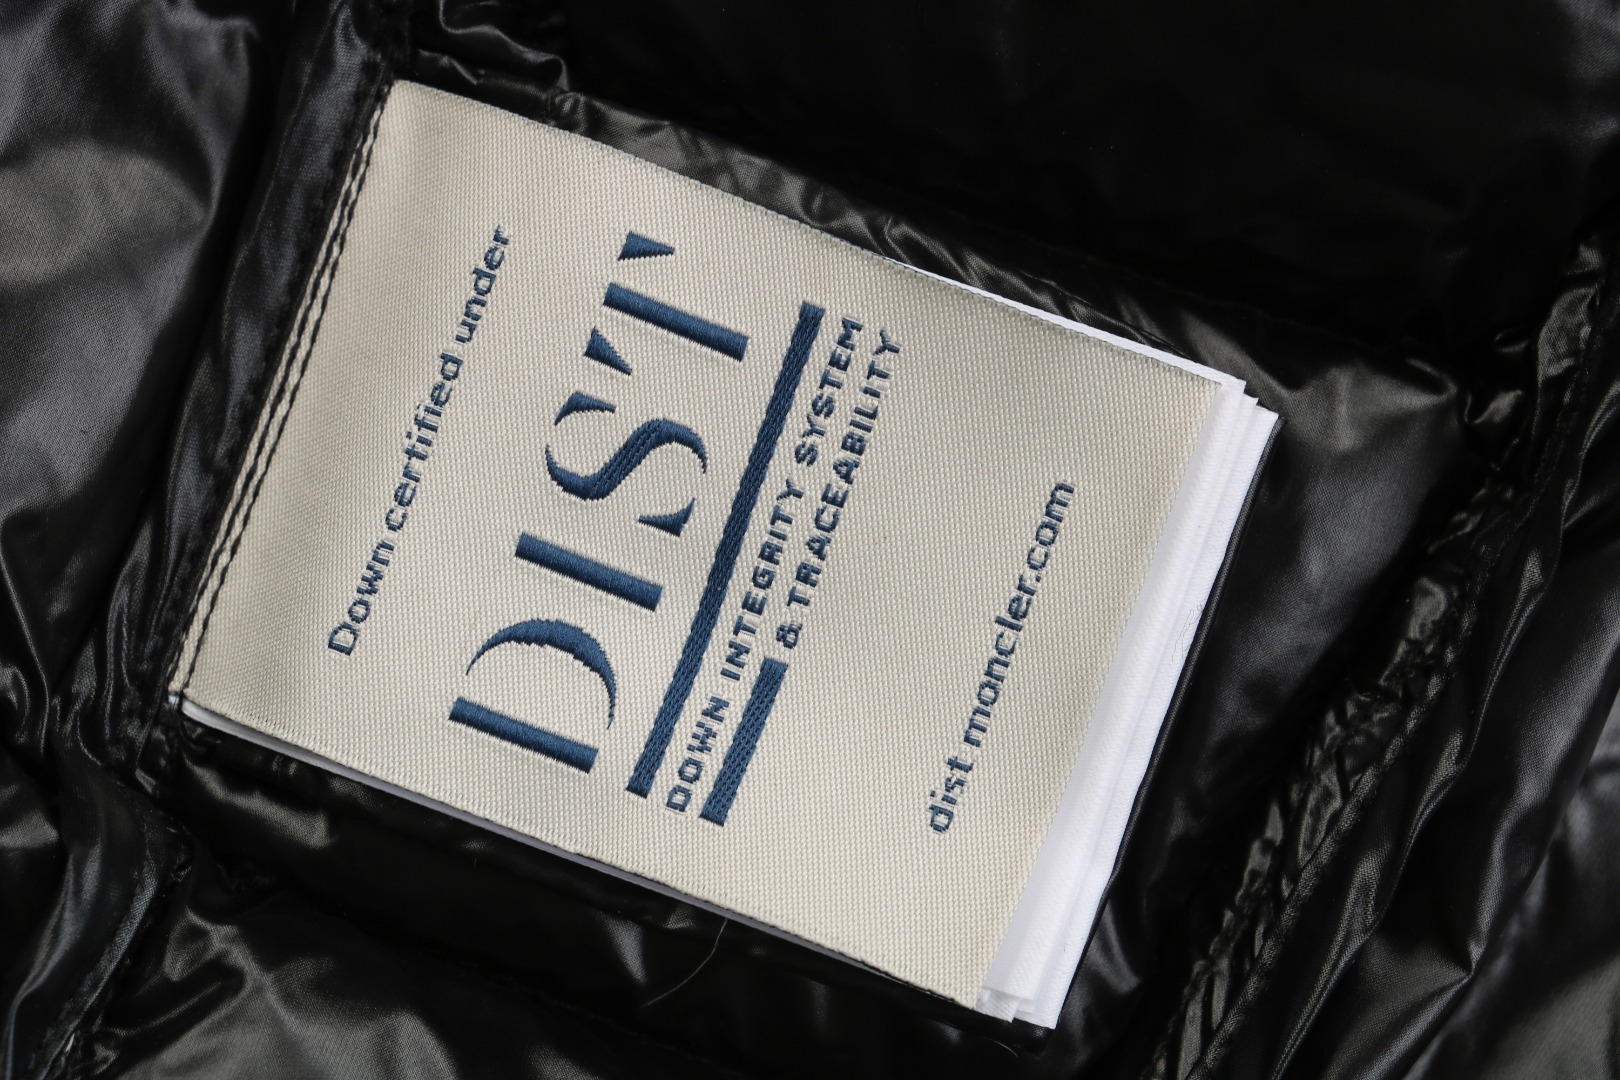 Down certified under
DIST
DOWN INTEGRITY SYSTEM
& TRACEABILITY
dist.moncler.com